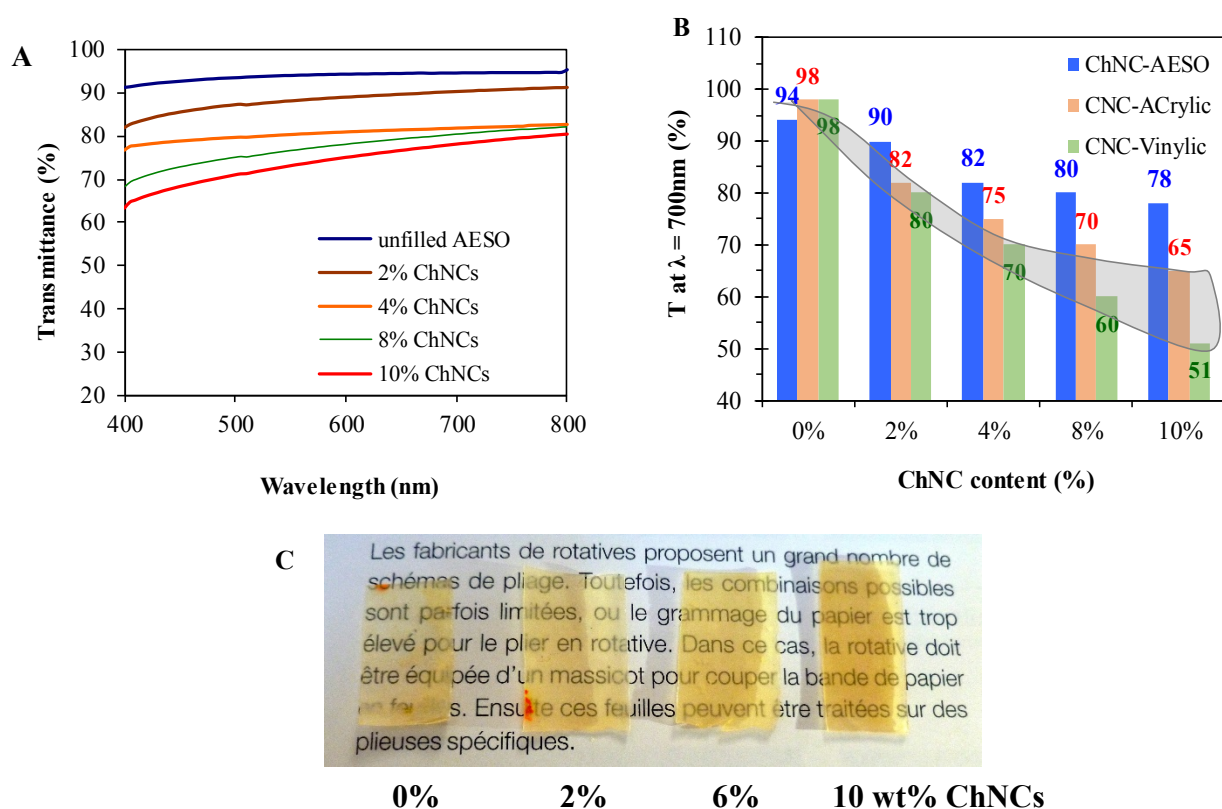 A
Transmittance (%)
100
90
80
70
60
50
40
30
20
unfilled AESO
2% ChNCs
4% ChNCs
8% ChNCs
10% ChNCs
400
500
600
700
800
Wavelength (nm)
B
T at λ = 700nm (%)
110
100
90
80
70
60
50
40
ChNC-AESO
CNC-ACrylic
CNC-Vinylic
94
98
98
90
82
80
82
75
70
80
70
60
78
65
51
0%
2%
4%
8%
10%
ChNC content (%)
C
Les fabricants de rotatives proposent un grand nombre de
schémas de pliage. Toutefois, les combinaisons possibles
sont parfois limitées, ou le grammage du papier est trop
élevé pour le plier en rotative. Dans ce cas, la rotative doit
être équipée d'un massicot pour couper la bande de papier
en feuilles. Ensuite ces feuilles peuvent être traitées sur des
plieuses spécifiques.
0%
2%
6%
10 wt% ChNCs